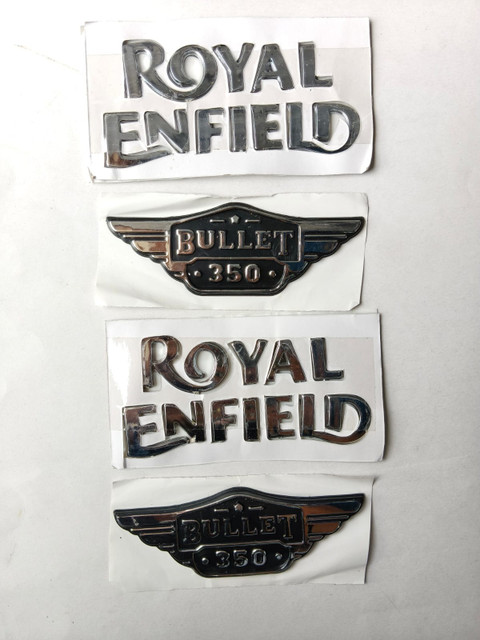 ROYAL
ENFIELD
BULLET
350
ROYAL
ENFIELD
BULLET
350